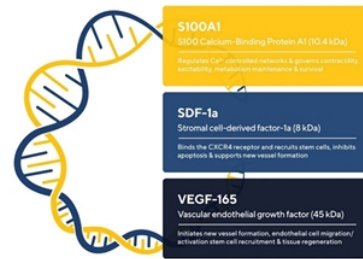 S100A1
S100 Calcium-Binding Protein A1 (10.4 kDa)
Regulates Ca²⁺ controlled networks & governs contractility,
excitability, metabolism maintenance & survival
SDF-1a
Stromal cell-derived factor-1a (8 kDa)
Binds the CXCR4 receptor and recruits stem cells, inhibits
apoptosis & supports new vessel formation
VEGF-165
Vascular endothelial growth factor (45 kDa)
Initiates new vessel formation, endothelial cell migration/
activation stem cell recruitment & tissue regeneration